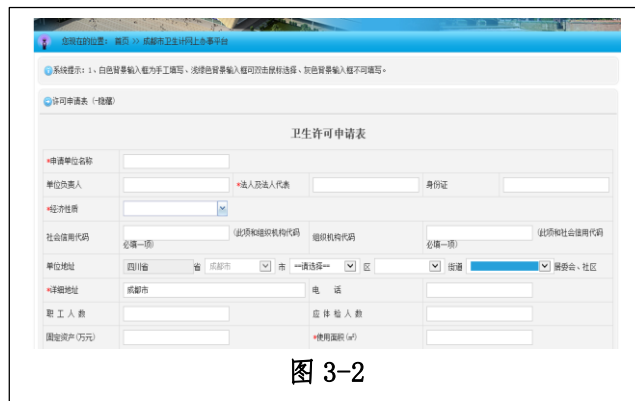 您现在的位置: 首页 >> 成都市卫生计网上办事平台
系统提示: 1、白色背景输入框为手工填写、浅绿色背景输入框可双击鼠标选择、灰色背景输入框不可填写。
许可申请表 (-隐藏)
卫生许可申请表
*申请单位名称
单位负责人 *法人及法人代表 身份证
*经济性质
社会信用代码 (此项和组织机构代码必填一项) 组织机构代码 (此项和社会信用代码必填一项)
单位地址 四川省 省 成都市 市 ==请选择== 区 街道 居委会、社区
*详细地址 成都市 电 话
职 工 人 数 应 体 检 人 数
固定资产(万元) *使用面积(㎡)
图 3-2